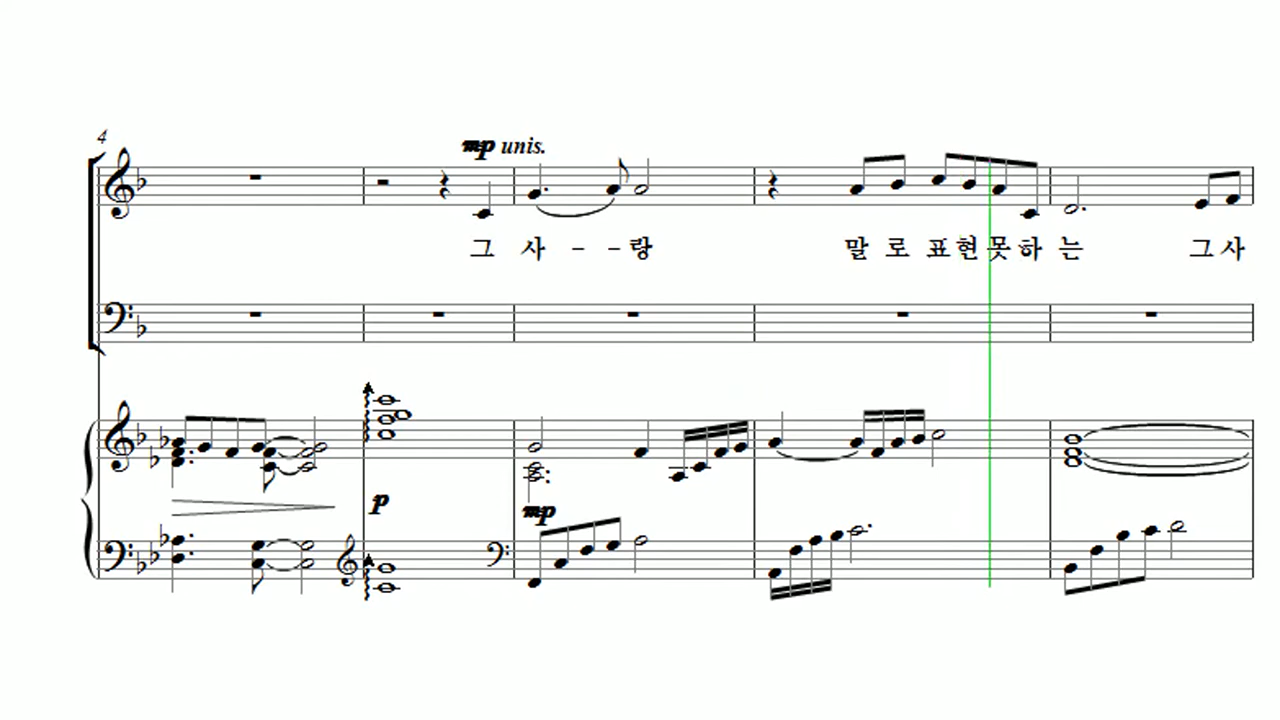 4
mp unis.
그 사 - - 랑 말 로 표 현 못 하 는 그 사
p
mp